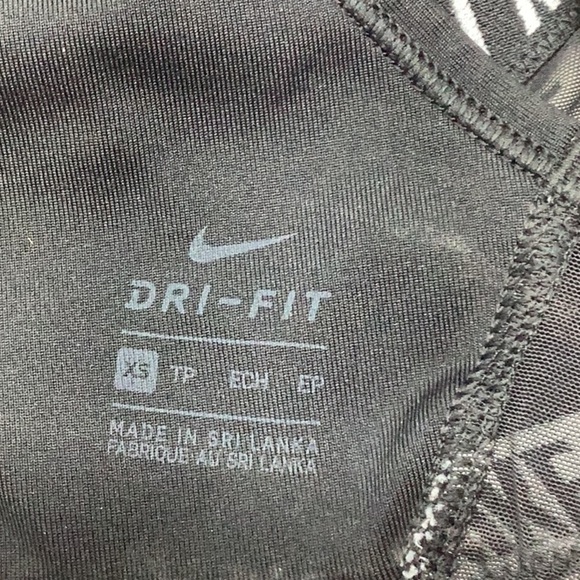 DRI-FIT
XS TP ECH EP
MADE IN SRI LANKA
FABRIQUE AU SRI LANKA